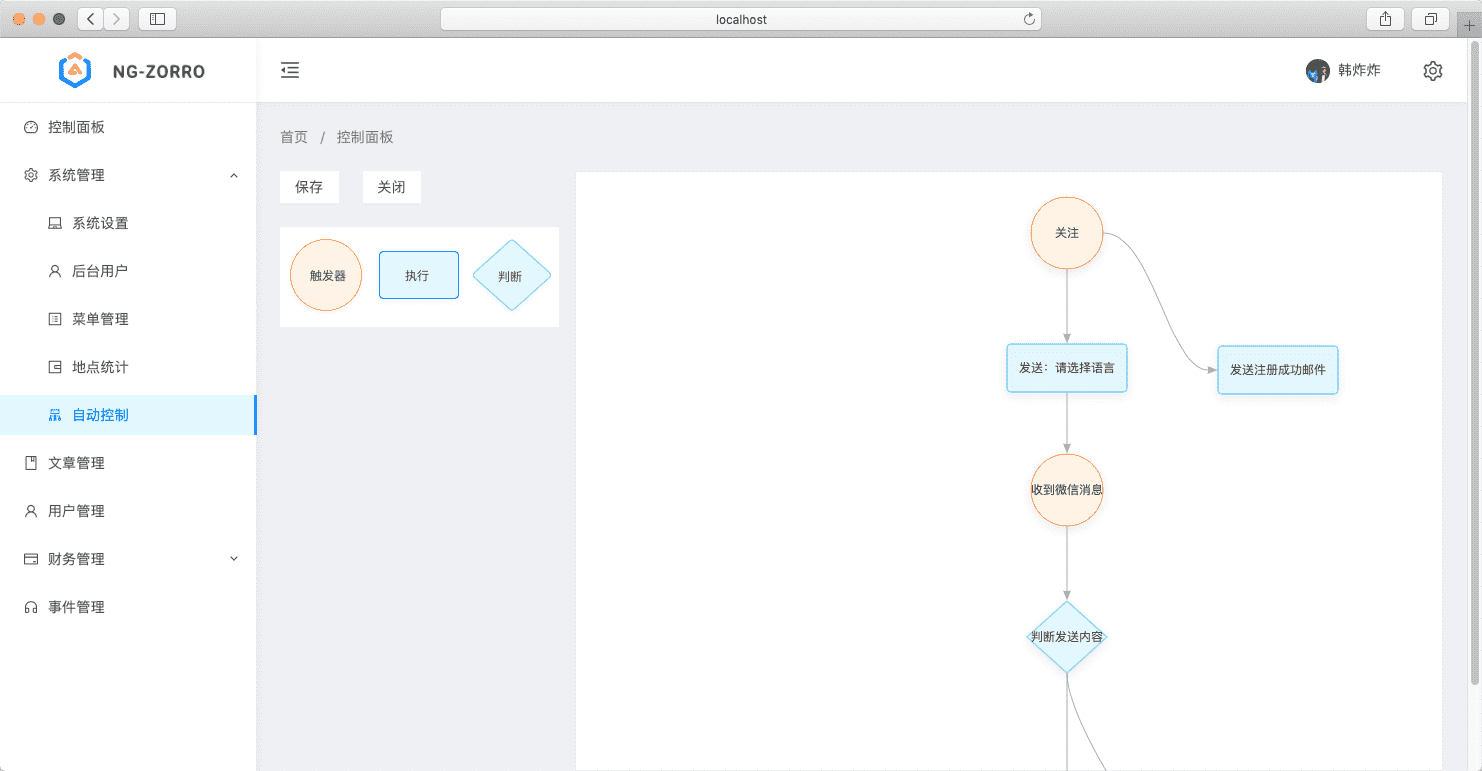 localhost
NG-ZORRO
韩炸炸
控制面板
系统管理
系统设置
后台用户
菜单管理
地点统计
自动控制
文章管理
用户管理
财务管理
事件管理
首页 / 控制面板
保存 关闭
触发器 执行 判断
关注
发送：请选择语言
发送注册成功邮件
收到微信消息
判断发送内容